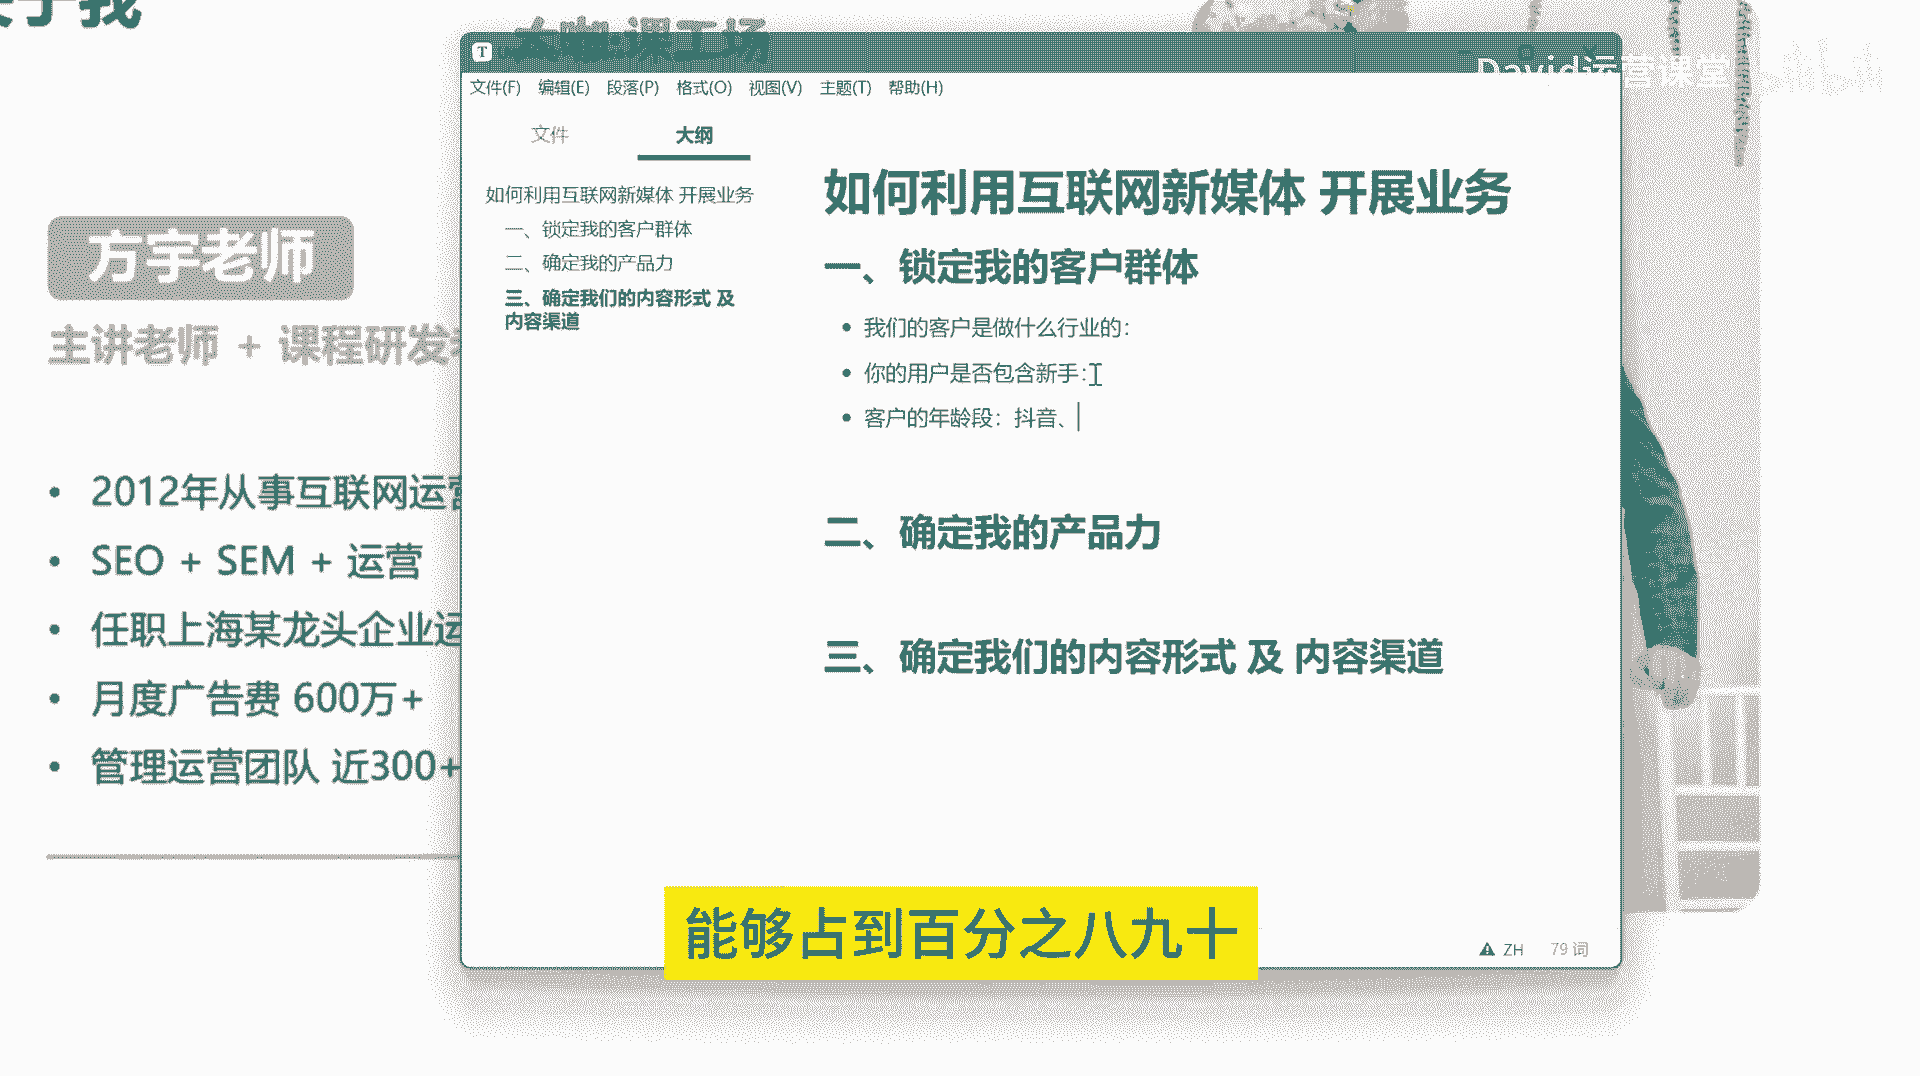 关于我
大咖·课工场
David运营课堂
bilibili
文件(F) 编辑(E) 段落(P) 格式(O) 视图(V) 主题(T) 帮助(H)
文件 大纲
如何利用互联网新媒体 开展业务
一、锁定我的客户群体
二、确定我的产品力
三、确定我们的内容形式 及
内容渠道
如何利用互联网新媒体 开展业务
一、锁定我的客户群体
• 我们的客户是做什么行业的：
• 你的用户是否包含新手：
• 客户的年龄段：抖音、
二、确定我的产品力
三、确定我们的内容形式 及 内容渠道
ZH 79 词
方宇老师
主讲老师 + 课程研发
• 2012年从事互联网运营
• SEO + SEM + 运营
• 任职上海某龙头企业运
• 月度广告费 600万+
• 管理运营团队 近300+
能够占到百分之八九十